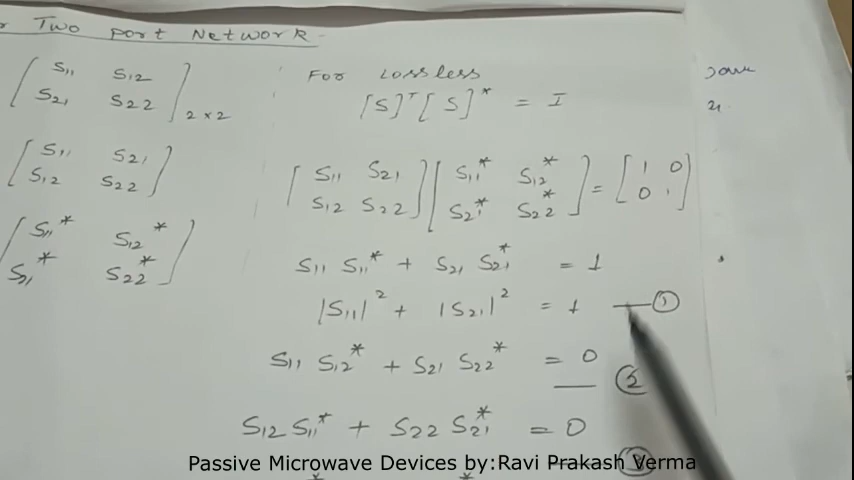 r Two port Network
[ S11 S12
S21 S22 ] 2×2
[ S11 S21
S12 S22 ]
[ S11* S12*
S21* S22* ]
For Lossless
[S]ᵀ [S]* = I
[ S11 S21
S12 S22 ] [ S11* S12*
S21* S22* ] = [ 1 0
0 1 ]
S11 S11* + S21 S21* = 1
|S11|² + |S21|² = 1 — ①
S11 S12* + S21 S22* = 0
— ②
S12 S11* + S22 S21* = 0
Passive Microwave Devices by:Ravi Prakash Verma